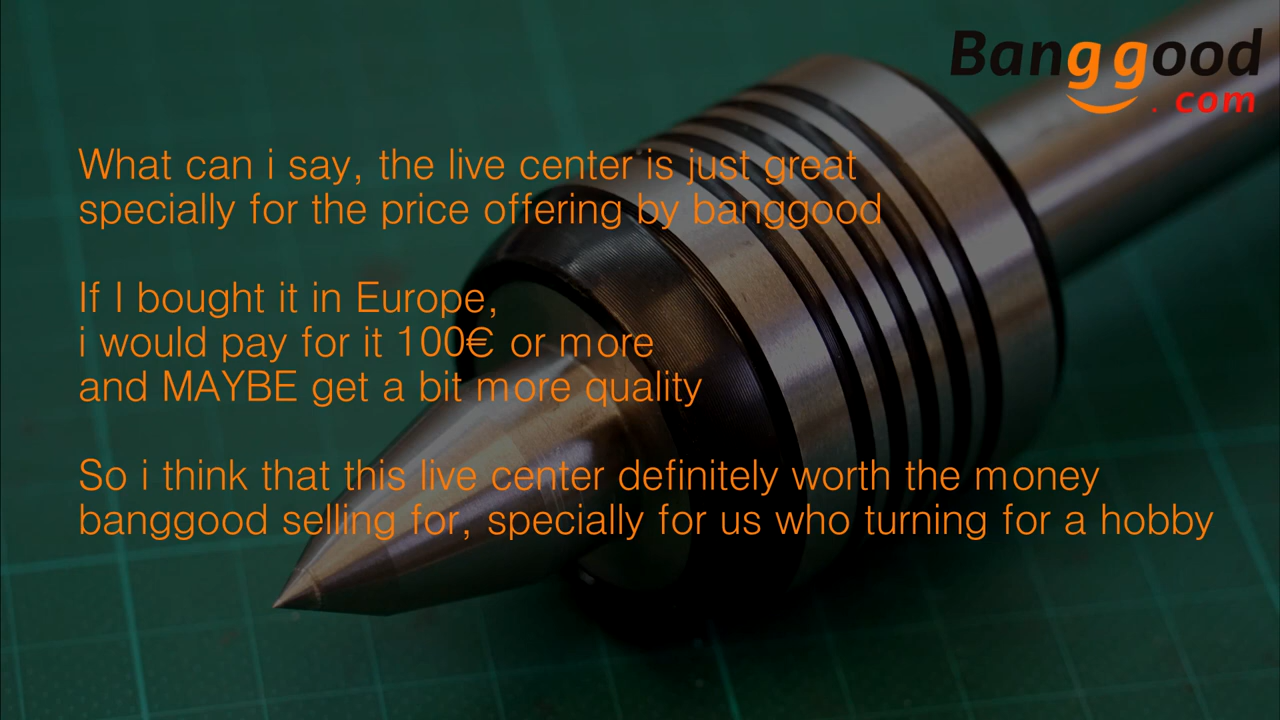 Banggood
.com
What can i say, the live center is just great
specially for the price offering by banggood
If I bought it in Europe,
i would pay for it 100€ or more
and MAYBE get a bit more quality
So i think that this live center definitely worth the money
banggood selling for, specially for us who turning for a hobby